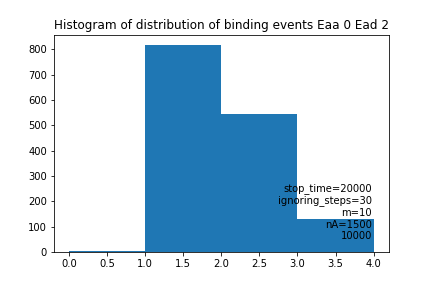 Histogram of distribution of binding events Eaa 0 Ead 2
800
700
600
500
400
300
200
100
0
stop_time=20000
ignoring_steps=30
m=10
nA=1500
10000
0.0 0.5 1.0 1.5 2.0 2.5 3.0 3.5 4.0